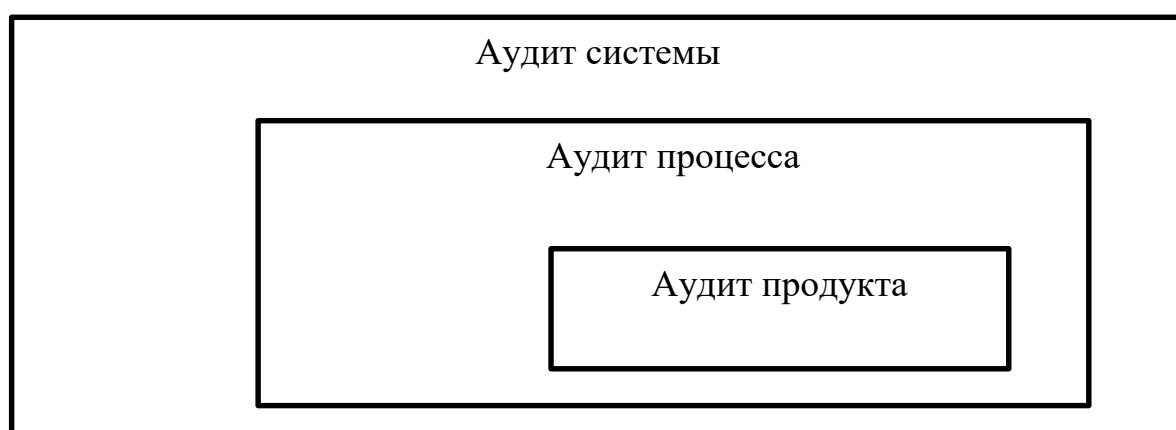 Аудит системы
Аудит процесса
Аудит продукта